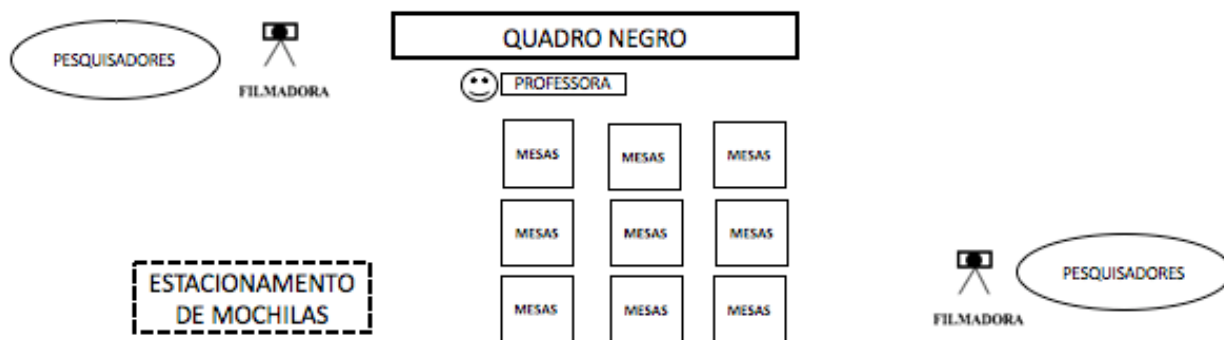 QUADRO NEGRO
PESQUISADORES
FILMADORA
PROFESSORA
MESAS MESAS MESAS
MESAS MESAS MESAS
ESTACIONAMENTO
DE MOCHILAS
MESAS MESAS MESAS
PESQUISADORES
FILMADORA